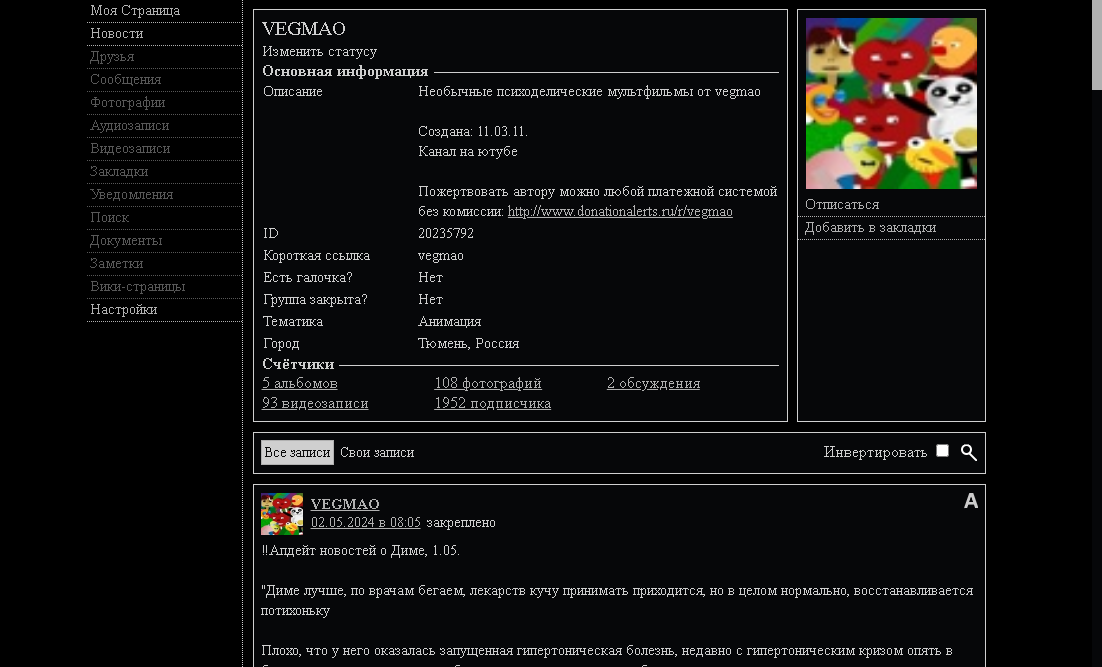 Моя Страница
Новости
Друзья
Сообщения
Фотографии
Аудиозаписи
Видеозаписи
Закладки
Уведомления
Поиск
Документы
Заметки
Вики-страницы
Настройки
VEGMAO
Изменить статусу
Основная информация
Описание Необычные психоделические мультфильмы от vegmao
Создана: 11.03.11.
Канал на ютубе
Пожертвовать автору можно любой платежной системой
без комиссии: http://www.donationalerts.ru/r/vegmao
ID 20235792
Короткая ссылка vegmao
Есть галочка? Нет
Группа закрыта? Нет
Тематика Анимация
Город Тюмень, Россия
Счётчики
5 альбомов 108 фотографий 2 обсуждения
93 видеозаписи 1952 подписчика
Отписаться
Добавить в закладки
Все записи Свои записи Инвертировать
VEGMAO A
02.05.2024 в 08:05 закреплено
‼Апдейт новостей о Диме, 1.05.
"Диме лучше, по врачам бегаем, лекарств кучу принимать приходится, но в целом нормально, восстанавливается
потихоньку
Плохо, что у него оказалась запущенная гипертоническая болезнь, недавно с гипертоническим кризом опять в